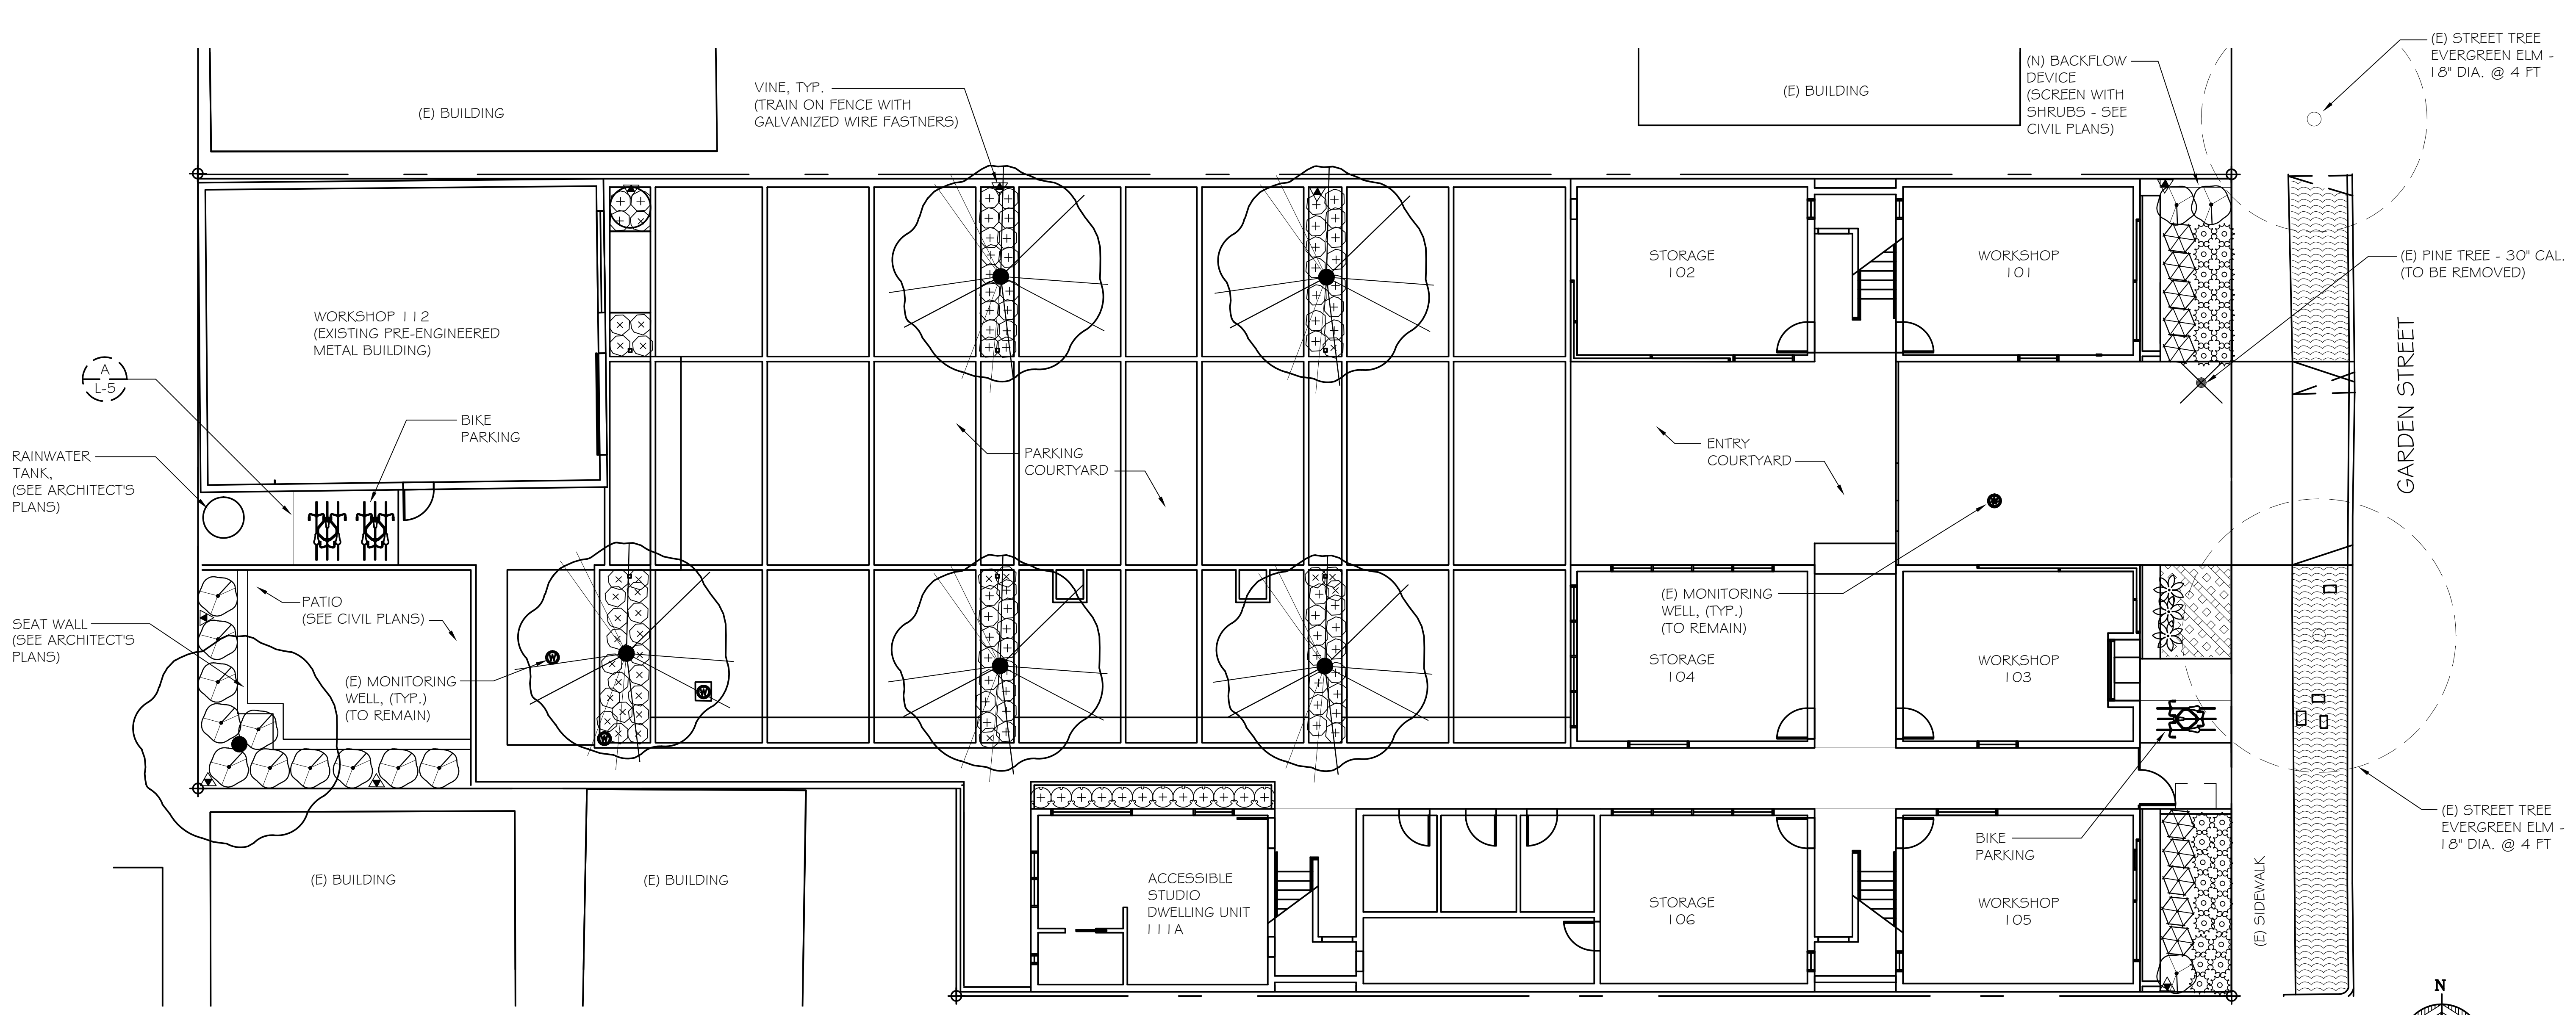 (E) STREET TREE
EVERGREEN ELM -
18" DIA. @ 4 FT
(N) BACKFLOW
DEVICE
(SCREEN WITH
SHRUBS - SEE
CIVIL PLANS)
VINE, TYP.
(TRAIN ON FENCE WITH
GALVANIZED WIRE FASTNERS)
(E) BUILDING
(E) BUILDING
STORAGE
102
WORKSHOP
101
(E) PINE TREE - 30" CAL.
(TO BE REMOVED)
WORKSHOP 112
(EXISTING PRE-ENGINEERED
METAL BUILDING)
A
L-5
GARDEN STREET
BIKE
PARKING
RAINWATER
TANK,
(SEE ARCHITECT'S
PLANS)
PARKING
COURTYARD
ENTRY
COURTYARD
PATIO
(SEE CIVIL PLANS)
SEAT WALL
(SEE ARCHITECT'S
PLANS)
(E) MONITORING
WELL, (TYP.)
(TO REMAIN)
W
W
W
(E) MONITORING
WELL, (TYP.)
(TO REMAIN)
STORAGE
104
WORKSHOP
103
(E) STREET TREE
EVERGREEN ELM -
18" DIA. @ 4 FT
BIKE
PARKING
(E) BUILDING
(E) BUILDING
ACCESSIBLE
STUDIO
DWELLING UNIT
111A
STORAGE
106
WORKSHOP
105
(E) SIDEWALK
N